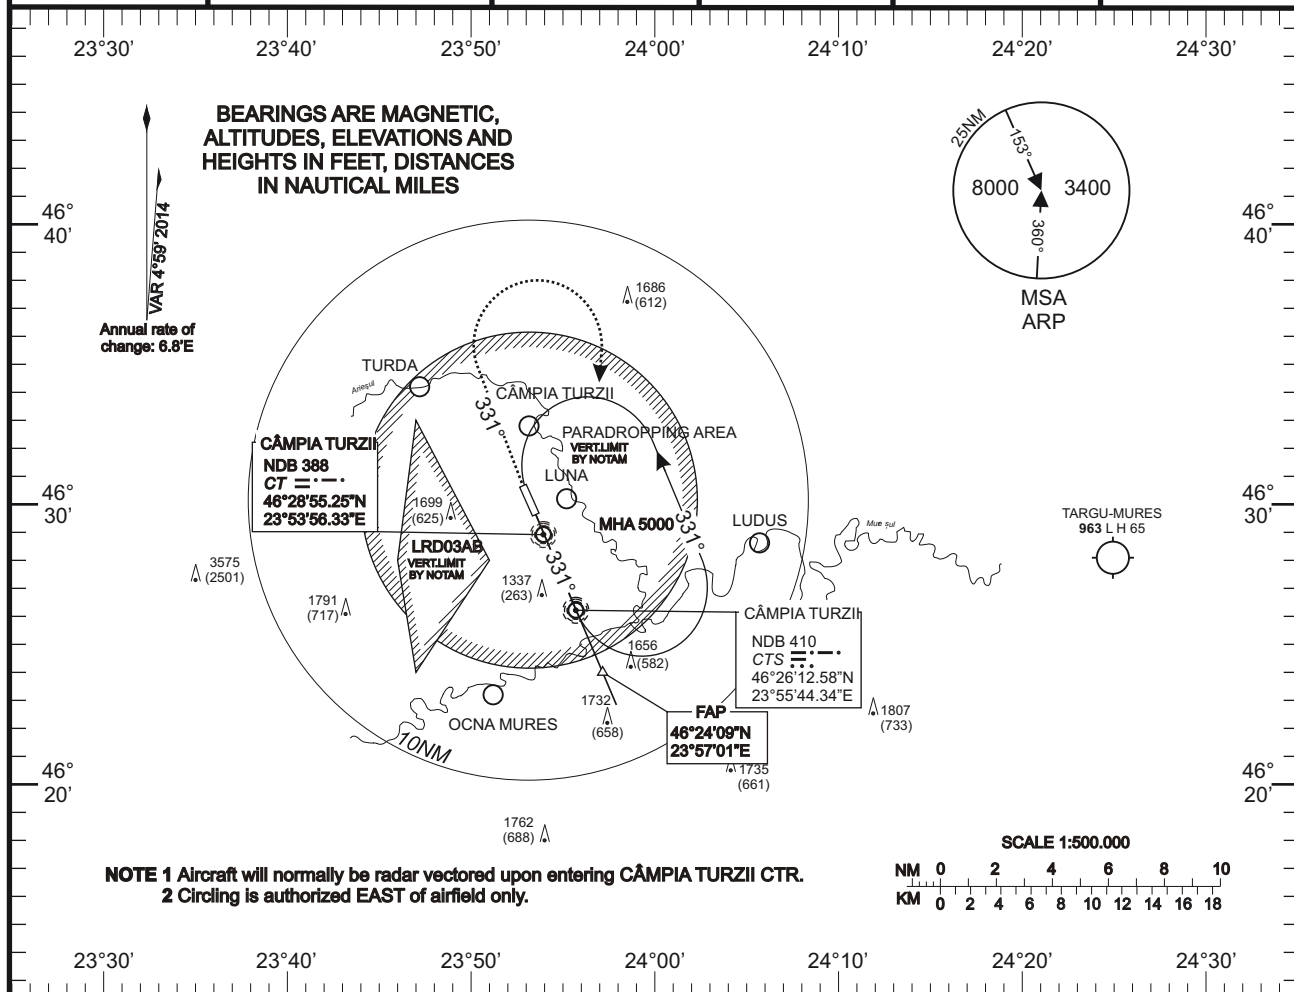 23°30' 23°40' 23°50' 24°00' 24°10' 24°20' 24°30'
BEARINGS ARE MAGNETIC,
ALTITUDES, ELEVATIONS AND
HEIGHTS IN FEET, DISTANCES
IN NAUTICAL MILES
25NM
153°
8000 3400
360°
MSA
ARP
46°
40'
46°
40'
VAR 4°59' 2014
Annual rate of
change: 6.8'E
1686
(612)
TURDA
Arieşul
CÂMPIA TURZII
331°
PARADROPPING AREA
VERT.LIMIT
BY NOTAM
CÂMPIA TURZII
NDB 388
CT
46°28'55.25"N
23°53'56.33"E
LUNA
46°
30'
46°
30'
1699
(625)
MHA 5000
331°
LUDUS
TARGU-MURES
963 L H 65
LRD03AB
VERT.LIMIT
BY NOTAM
331°
3575
(2501)
1337
(263)
1791
(717)
CÂMPIA TURZII
NDB 410
CTS
46°26'12.58"N
23°55'44.34"E
1656
(582)
1732
(658)
OCNA MURES
FAP
46°24'09"N
23°57'01"E
1807
(733)
10NM
1735
(661)
46°
20'
46°
20'
1762
(688)
SCALE 1:500.000
NM 0 2 4 6 8 10
KM 0 2 4 6 8 10 12 14 16 18
NOTE 1 Aircraft will normally be radar vectored upon entering CÂMPIA TURZII CTR.
2 Circling is authorized EAST of airfield only.
23°30' 23°40' 23°50' 24°00' 24°10' 24°20' 24°30'